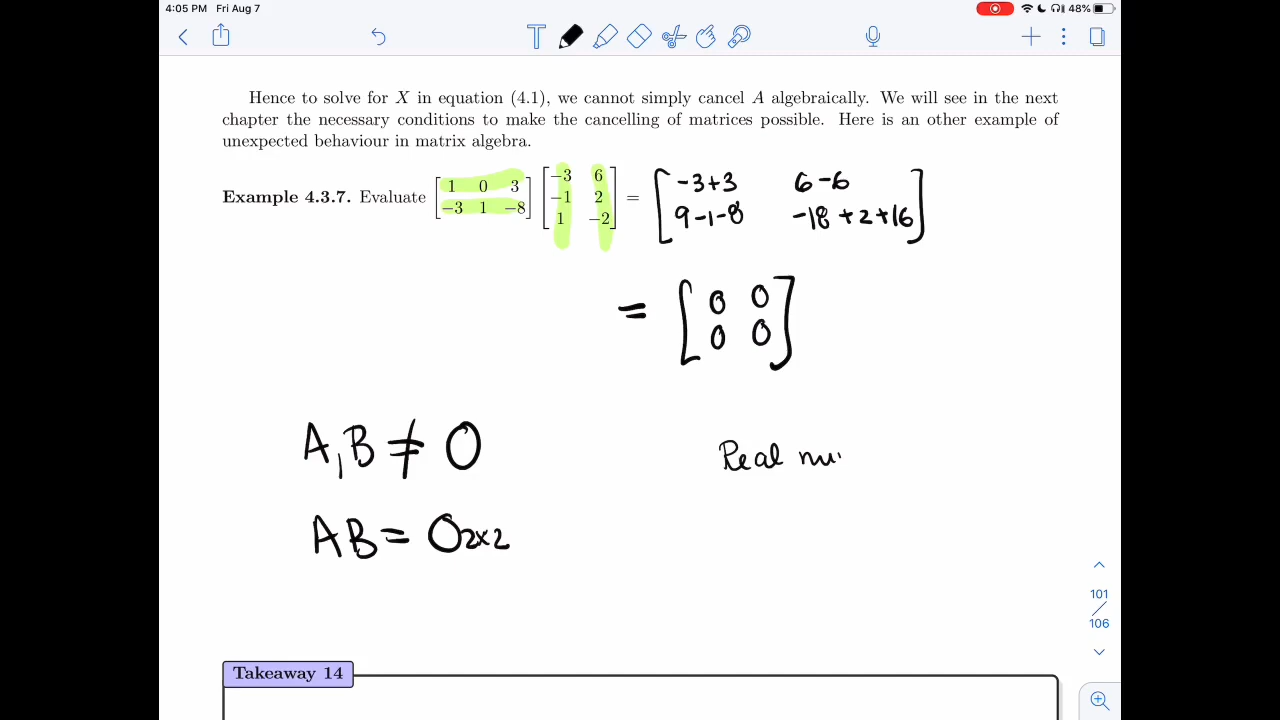 4:05 PM Fri Aug 7
48%
T
Hence to solve for X in equation (4.1), we cannot simply cancel A algebraically. We will see in the next
chapter the necessary conditions to make the cancelling of matrices possible. Here is an other example of
unexpected behaviour in matrix algebra.
Example 4.3.7. Evaluate [1 0 3; -3 1 -8] [-3 6; -1 2; 1 -2] = [-3+3 6-6; 9-1-8 -18+2+16]
= [0 0; 0 0]
A, B ≠ 0
Real nu
AB = O2x2
101
/
106
Takeaway 14